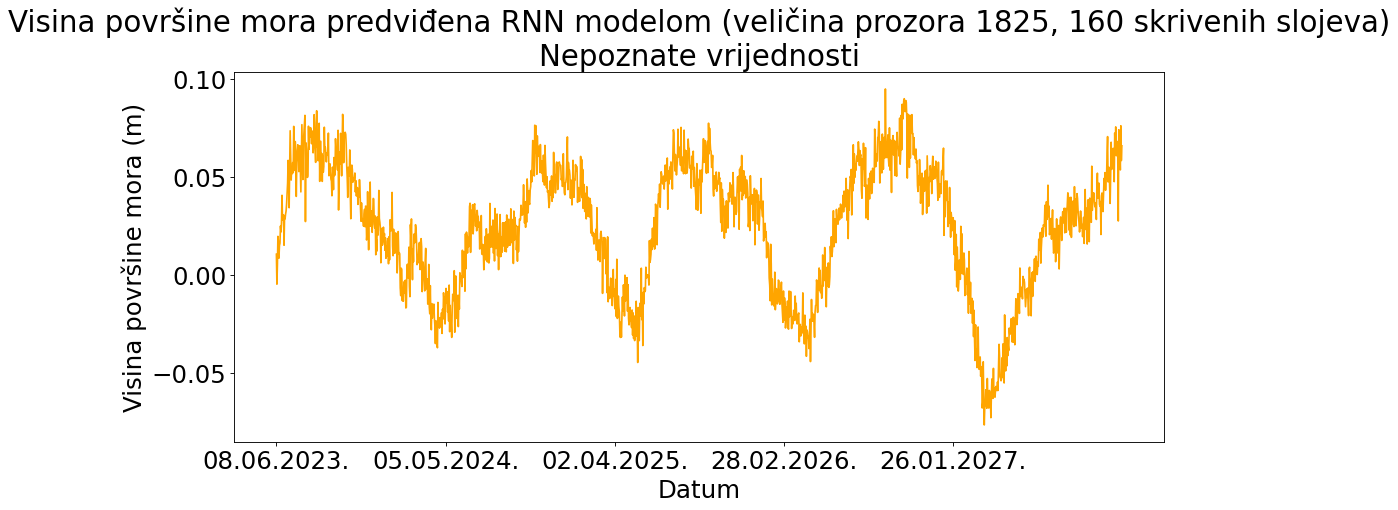 Visina površine mora predviđena RNN modelom (veličina prozora 1825, 160 skrivenih slojeva)
Nepoznate vrijednosti
Visina površine mora (m)
0.10
0.05
0.00
−0.05
08.06.2023. 05.05.2024. 02.04.2025. 28.02.2026. 26.01.2027.
Datum